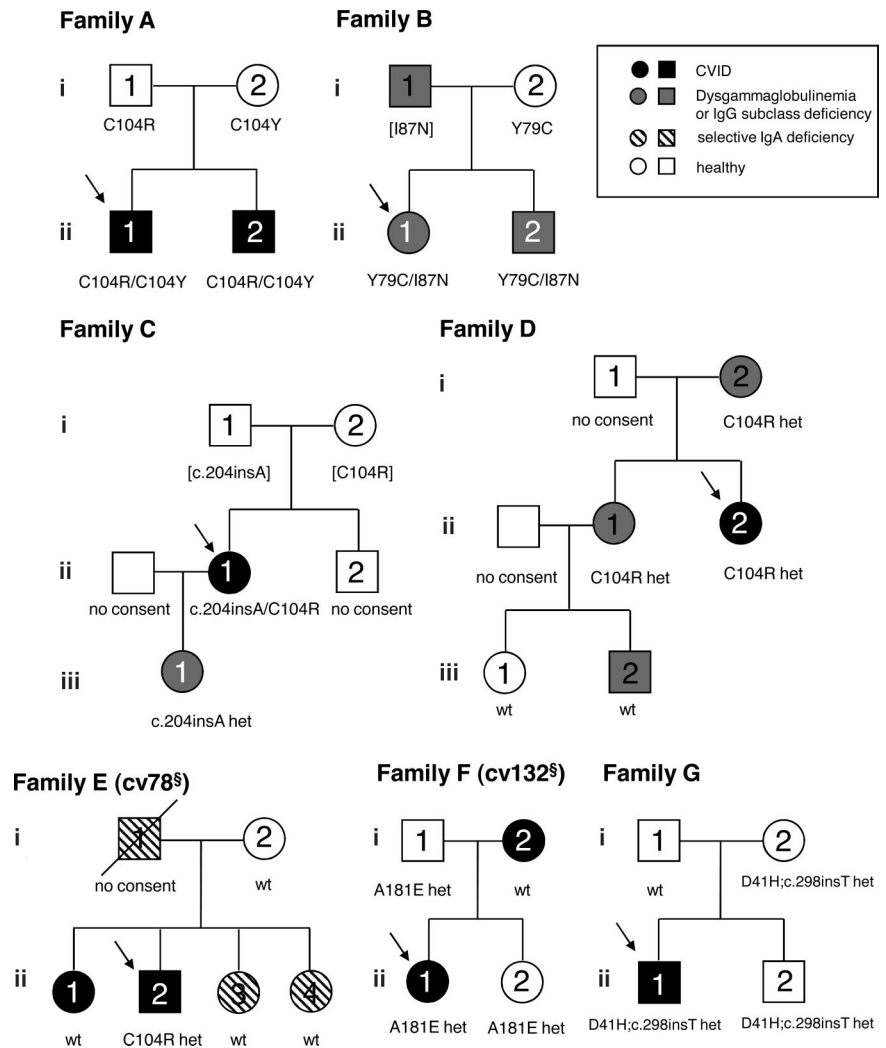 Family A
i
1
2
C104R
C104Y
ii
1
2
C104R/C104Y
C104R/C104Y
Family B
1
2
[I87N]
Y79C
ii
1
2
Y79C/I87N
Y79C/I87N
CVID
Dysgammaglobulinemia
or IgG subclass deficiency
selective IgA deficiency
healthy
Family C
i
1
2
[c.204insA]
[C104R]
ii
1
2
no consent
c.204insA/C104R
no consent
iii
1
c.204insA het
Family D
i
1
2
no consent
C104R het
ii
1
2
no consent
C104R het
C104R het
iii
1
2
wt
wt
Family E (cv78§)
i
1
2
no consent
wt
ii
1
2
3
4
wt
C104R het
wt
wt
Family F (cv132§)
i
1
2
A181E het
wt
ii
1
2
A181E het
A181E het
Family G
i
1
2
wt
D41H;c.298insT het
ii
1
2
D41H;c.298insT het
D41H;c.298insT het